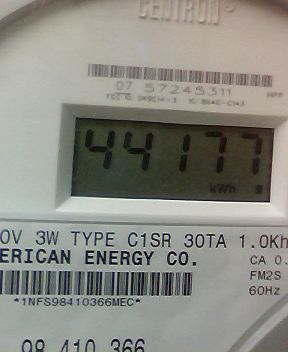 CENTRON
07 57245311
44177
kWh
0V 3W TYPE C1SR 30TA 1.0Kh
ERICAN ENERGY CO.
CA 0.
FM2S
60Hz
*1NFS98410366MEC*
98 410 366